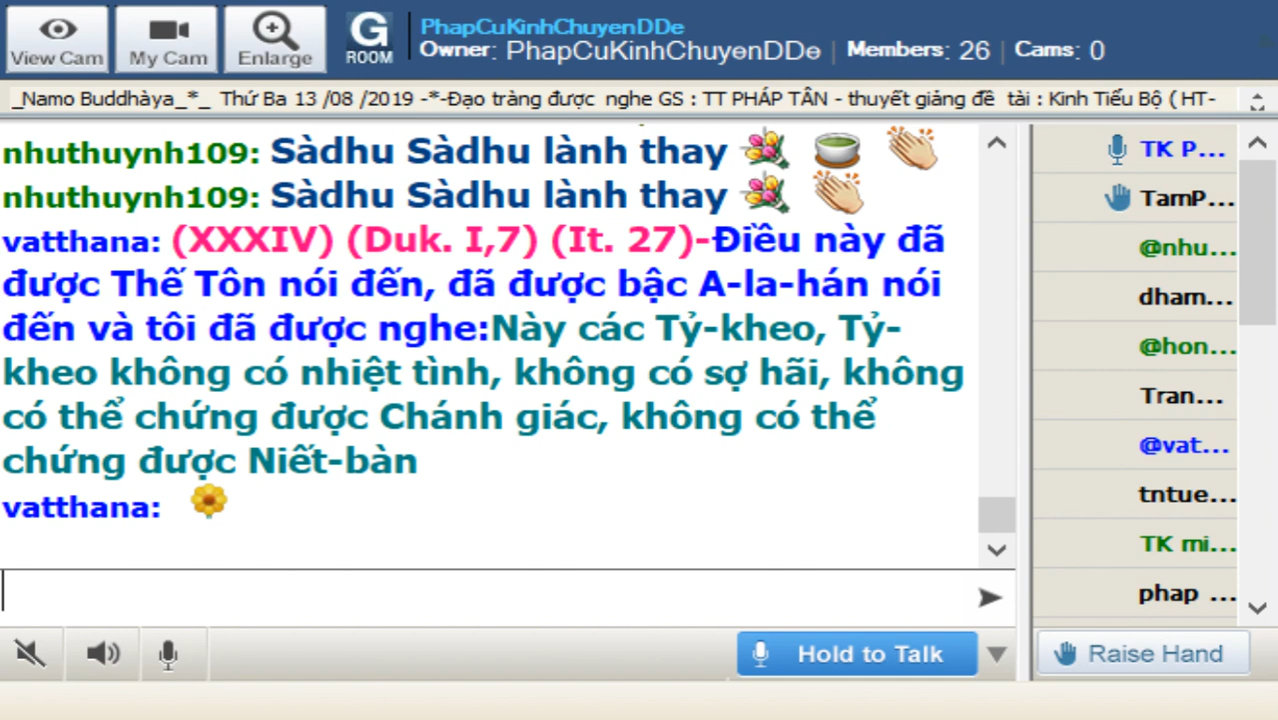 View Cam
My Cam
Enlarge
G
ROOM
PhapCuKinhChuyenDDe
Owner: PhapCuKinhChuyenDDe | Members: 26 | Cams: 0
_Namo Buddhàya_*_ Thứ Ba 13 /08 /2019 -*-Đạo tràng được nghe GS : TT PHÁP TÂN - thuyết giảng đề tài : Kinh Tiểu Bộ ( HT-
nhuthuynh109: Sàdhu Sàdhu lành thay
nhuthuynh109: Sàdhu Sàdhu lành thay
vatthana: (XXXIV) (Duk. I,7) (It. 27)-Điều này đã
được Thế Tôn nói đến, đã được bậc A-la-hán nói
đến và tôi đã được nghe:Này các Tỷ-kheo, Tỷ-
kheo không có nhiệt tình, không có sợ hãi, không
có thể chứng được Chánh giác, không có thể
chứng được Niết-bàn
vatthana:
TK P...
TamP...
@nhu...
dham...
@hon...
Tran...
@vat...
tntue...
TK mi...
phap ...
Hold to Talk
Raise Hand